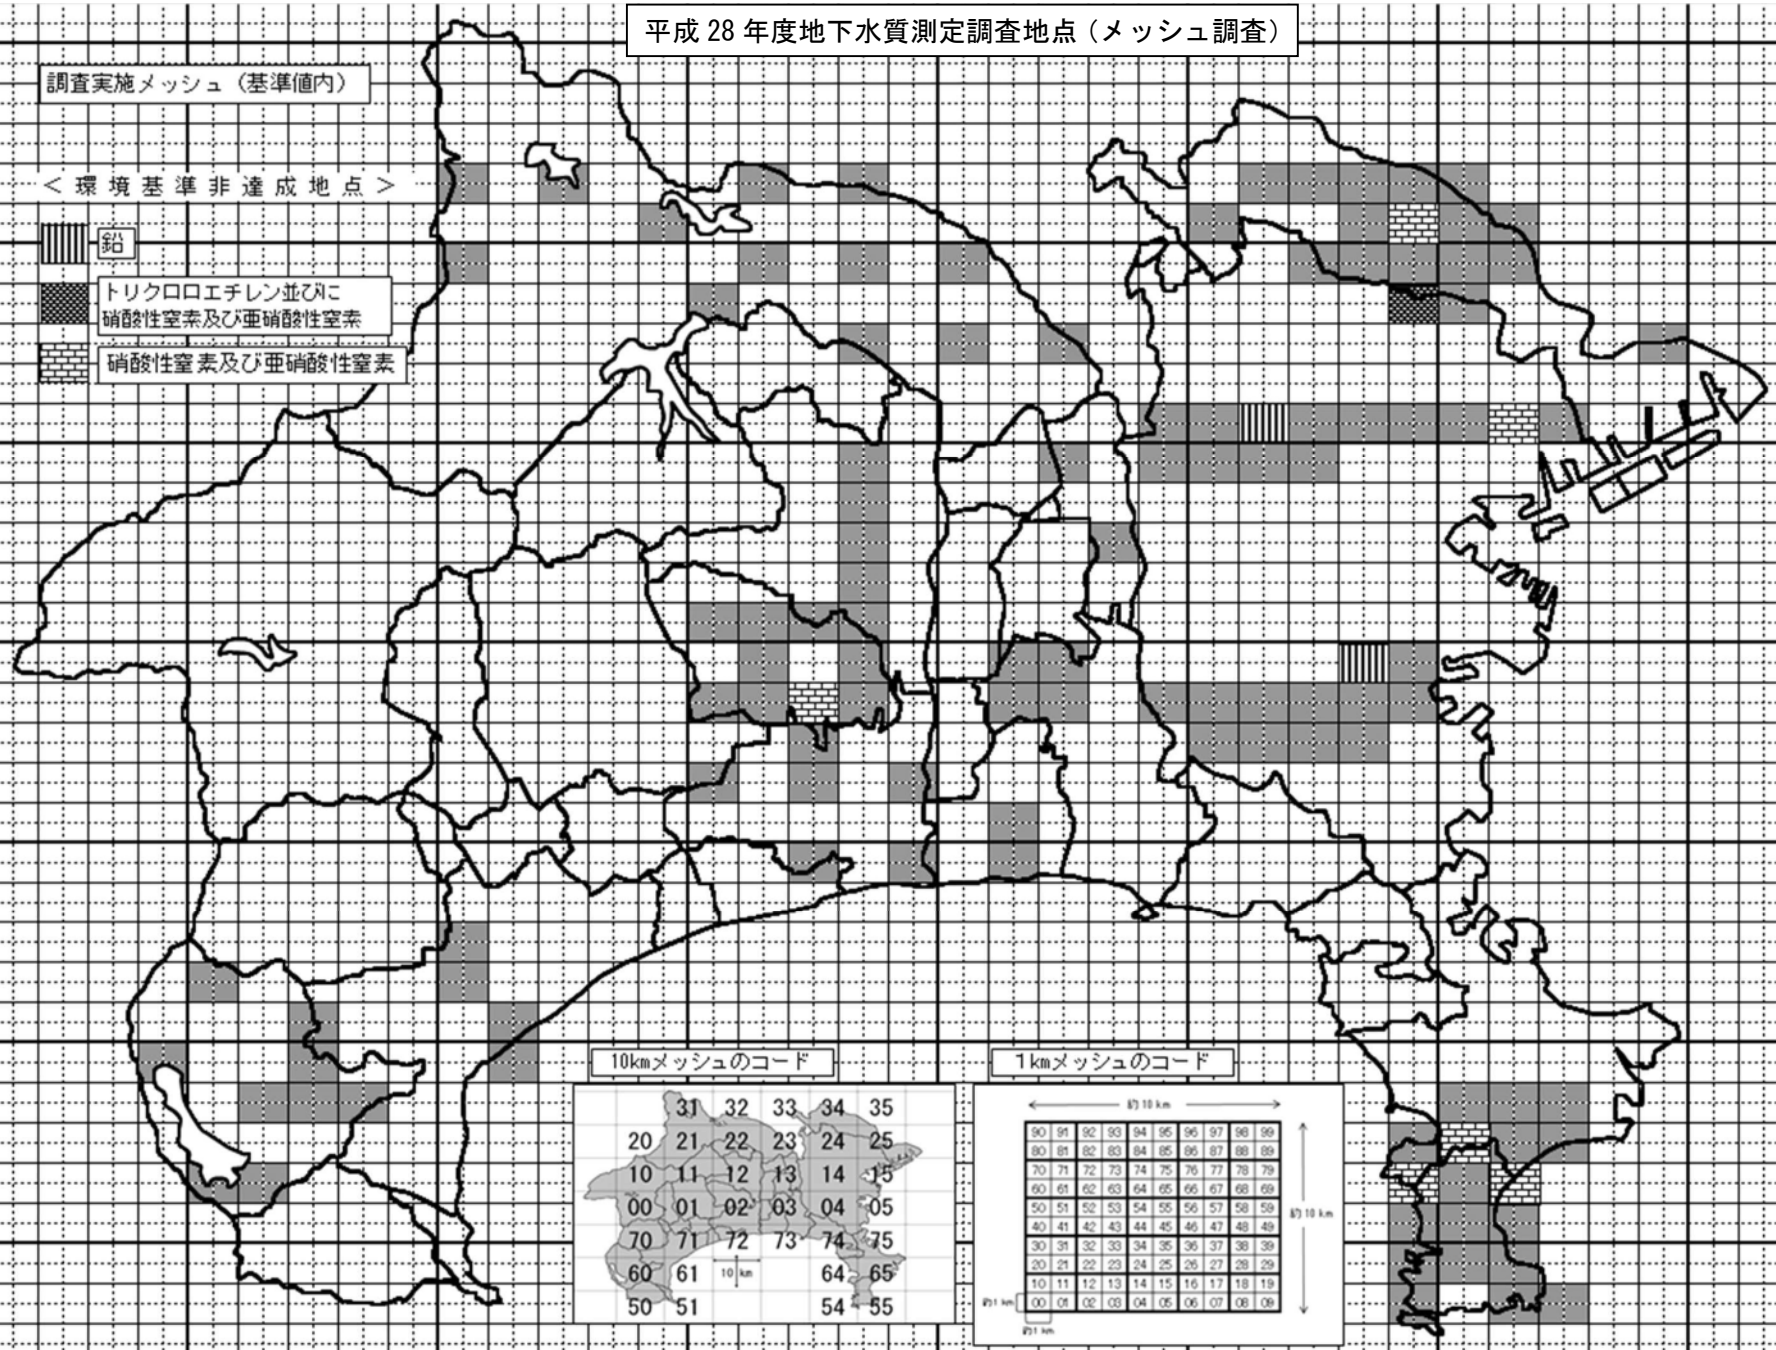 平成 28 年度地下水質測定調査地点（メッシュ調査）
調査実施メッシュ（基準値内）
＜ 環 境 基 準 非 達 成 地 点 ＞
鉛
トリクロロエチレン並びに
硝酸性窒素及び亜硝酸性窒素
硝酸性窒素及び亜硝酸性窒素
10kmメッシュのコード
31 32 33 34 35
20 21 22 23 24 25
10 11 12 13 14 15
00 01 02 03 04 05
70 71 72 73 74 75
10 km
60 61 64 65
50 51 54 55
1kmメッシュのコード
約 10 km
90 91 92 93 94 95 96 97 98 99
80 81 82 83 84 85 86 87 88 89
70 71 72 73 74 75 76 77 78 79
60 61 62 63 64 65 66 67 68 69
50 51 52 53 54 55 56 57 58 59
約 10 km
40 41 42 43 44 45 46 47 48 49
30 31 32 33 34 35 36 37 38 39
20 21 22 23 24 25 26 27 28 29
10 11 12 13 14 15 16 17 18 19
約1 km
00 01 02 03 04 05 06 07 08 09
約1 km